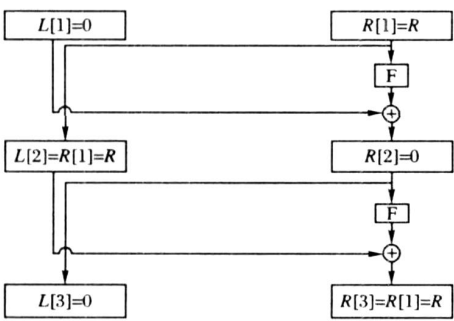 L[1]=0
R[1]=R
F
+
L[2]=R[1]=R
R[2]=0
F
+
L[3]=0
R[3]=R[1]=R